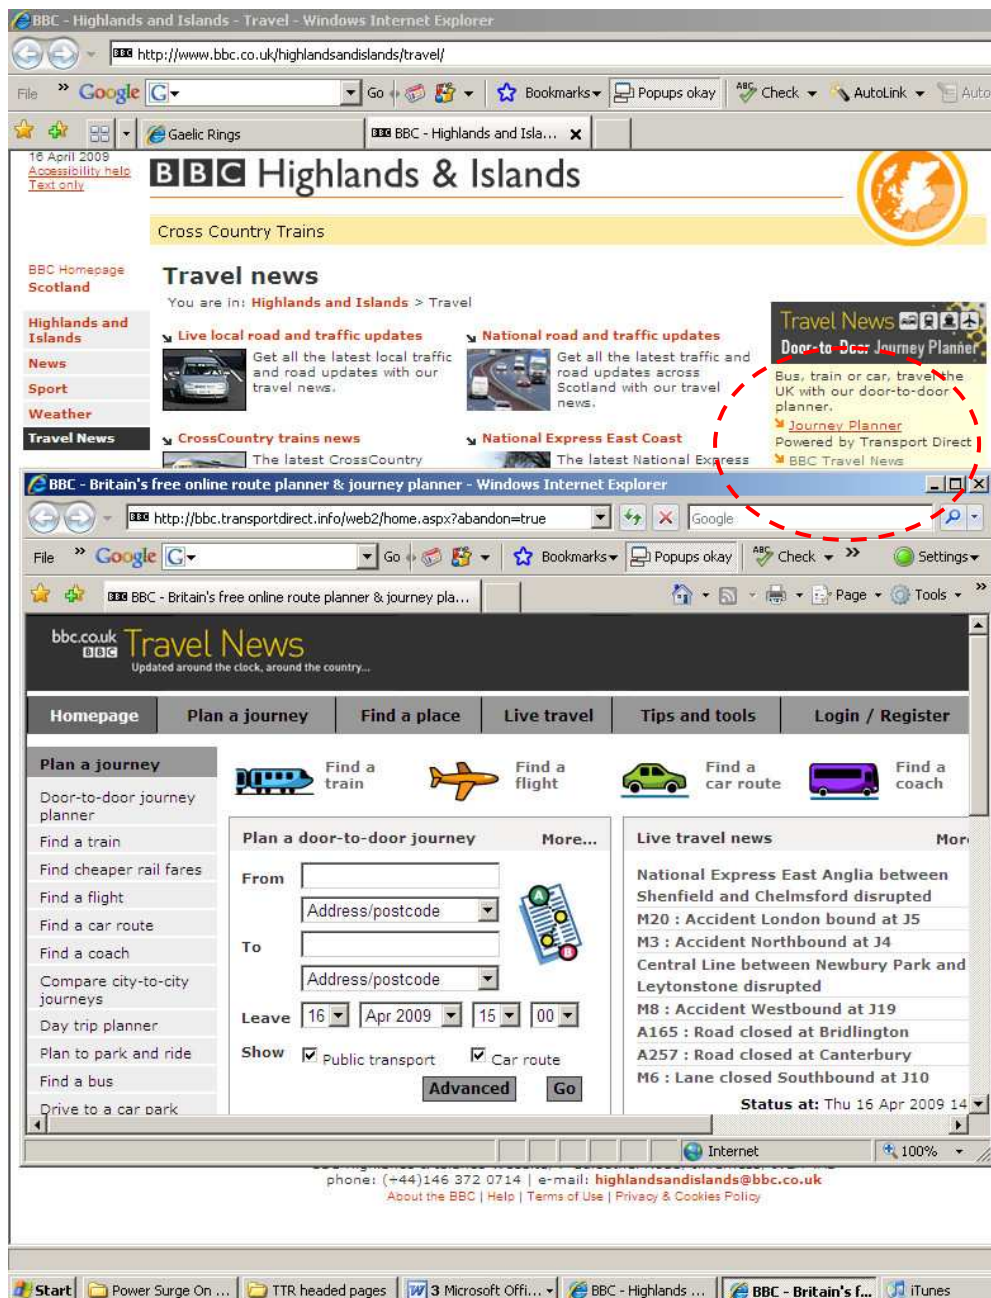 BBC - Highlands and Islands - Travel - Windows Internet Explorer
BBC http://www.bbc.co.uk/highlandsandislands/travel/
File » Google G Go Bookmarks Popups okay ABC Check AutoLink Auto
Gaelic Rings BBC BBC - Highlands and Isla...
16 April 2009
Accessibility help
Text only
BBC Highlands & Islands
Cross Country Trains
BBC Homepage
Scotland
Highlands and Islands
News
Sport
Weather
Travel News
Travel news
You are in: Highlands and Islands > Travel
Live local road and traffic updates
Get all the latest local traffic
and road updates with our
travel news.
National road and traffic updates
Get all the latest traffic and
road updates across
Scotland with our travel
news.
CrossCountry trains news
The latest CrossCountry
National Express East Coast
The latest National Express
Travel News
Door-to-Door Journey Planner
Bus, train or car, travel the
UK with our door-to-door
planner.
Journey Planner
Powered by Transport Direct
BBC Travel News
BBC - Britain's free online route planner & journey planner - Windows Internet Explorer
BBC http://bbc.transportdirect.info/web2/home.aspx?abandon=true Google
File » Google G Go Bookmarks Popups okay ABC Check » Settings
BBC BBC - Britain's free online route planner & journey pla... Page Tools »
bbc.co.uk
BBC
Travel News
Updated around the clock, around the country...
Homepage Plan a journey Find a place Live travel Tips and tools Login / Register
Plan a journey
Door-to-door journey
planner
Find a train
Find cheaper rail fares
Find a flight
Find a car route
Find a coach
Compare city-to-city
journeys
Day trip planner
Plan to park and ride
Find a bus
Drive to a car park
Find a
train
Find a
flight
Find a
car route
Find a
coach
Plan a door-to-door journey More...
From
Address/postcode
A
B
To
Address/postcode
Leave 16 Apr 2009 15 00
Show Public transport Car route
Advanced Go
Live travel news More
National Express East Anglia between
Shenfield and Chelmsford disrupted
M20 : Accident London bound at J5
M3 : Accident Northbound at J4
Central Line between Newbury Park and
Leytonstone disrupted
M8 : Accident Westbound at J19
A165 : Road closed at Bridlington
A257 : Road closed at Canterbury
M6 : Lane closed Southbound at J10
Status at: Thu 16 Apr 2009 14
Internet 100%
phone: (+44)146 372 0714 | e-mail: highlandsandislands@bbc.co.uk
About the BBC | Help | Terms of Use | Privacy & Cookies Policy
Start Power Surge On ... TTR headed pages 3 Microsoft Offi... BBC - Highlands ... BBC - Britain's f... iTunes